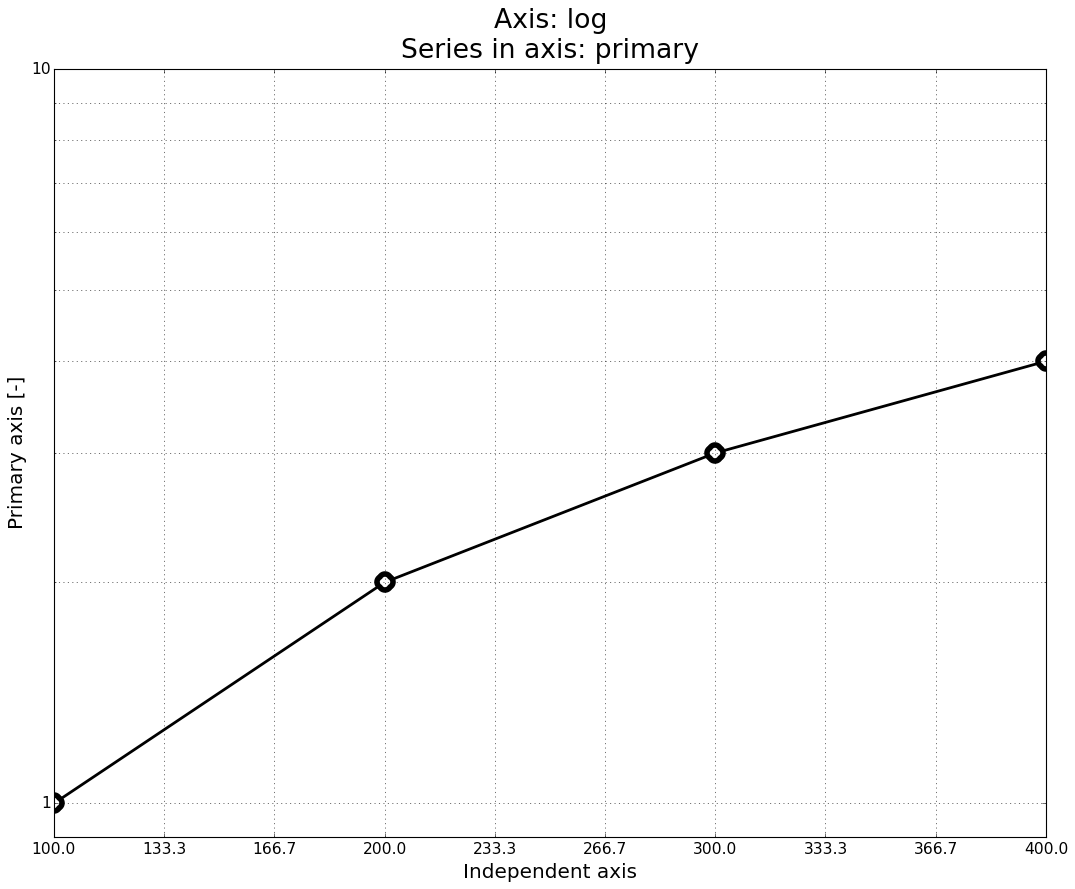 Axis: log
Series in axis: primary
10
1
Primary axis [-]
100.0 133.3 166.7 200.0 233.3 266.7 300.0 333.3 366.7 400.0
Independent axis